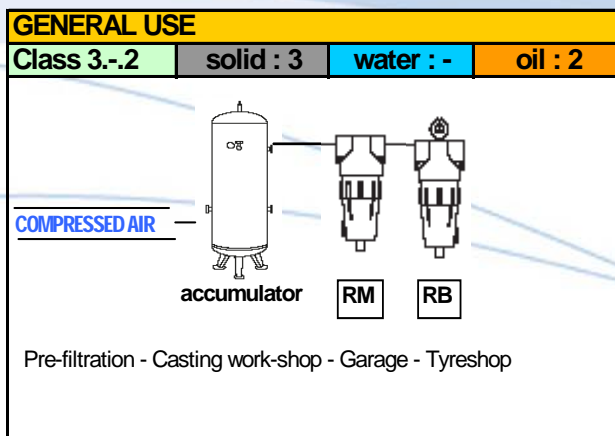 GENERAL USE
Class 3.-.2 solid : 3 water : - oil : 2
COMPRESSED AIR
accumulator RM RB
Pre-filtration - Casting work-shop - Garage - Tyreshop